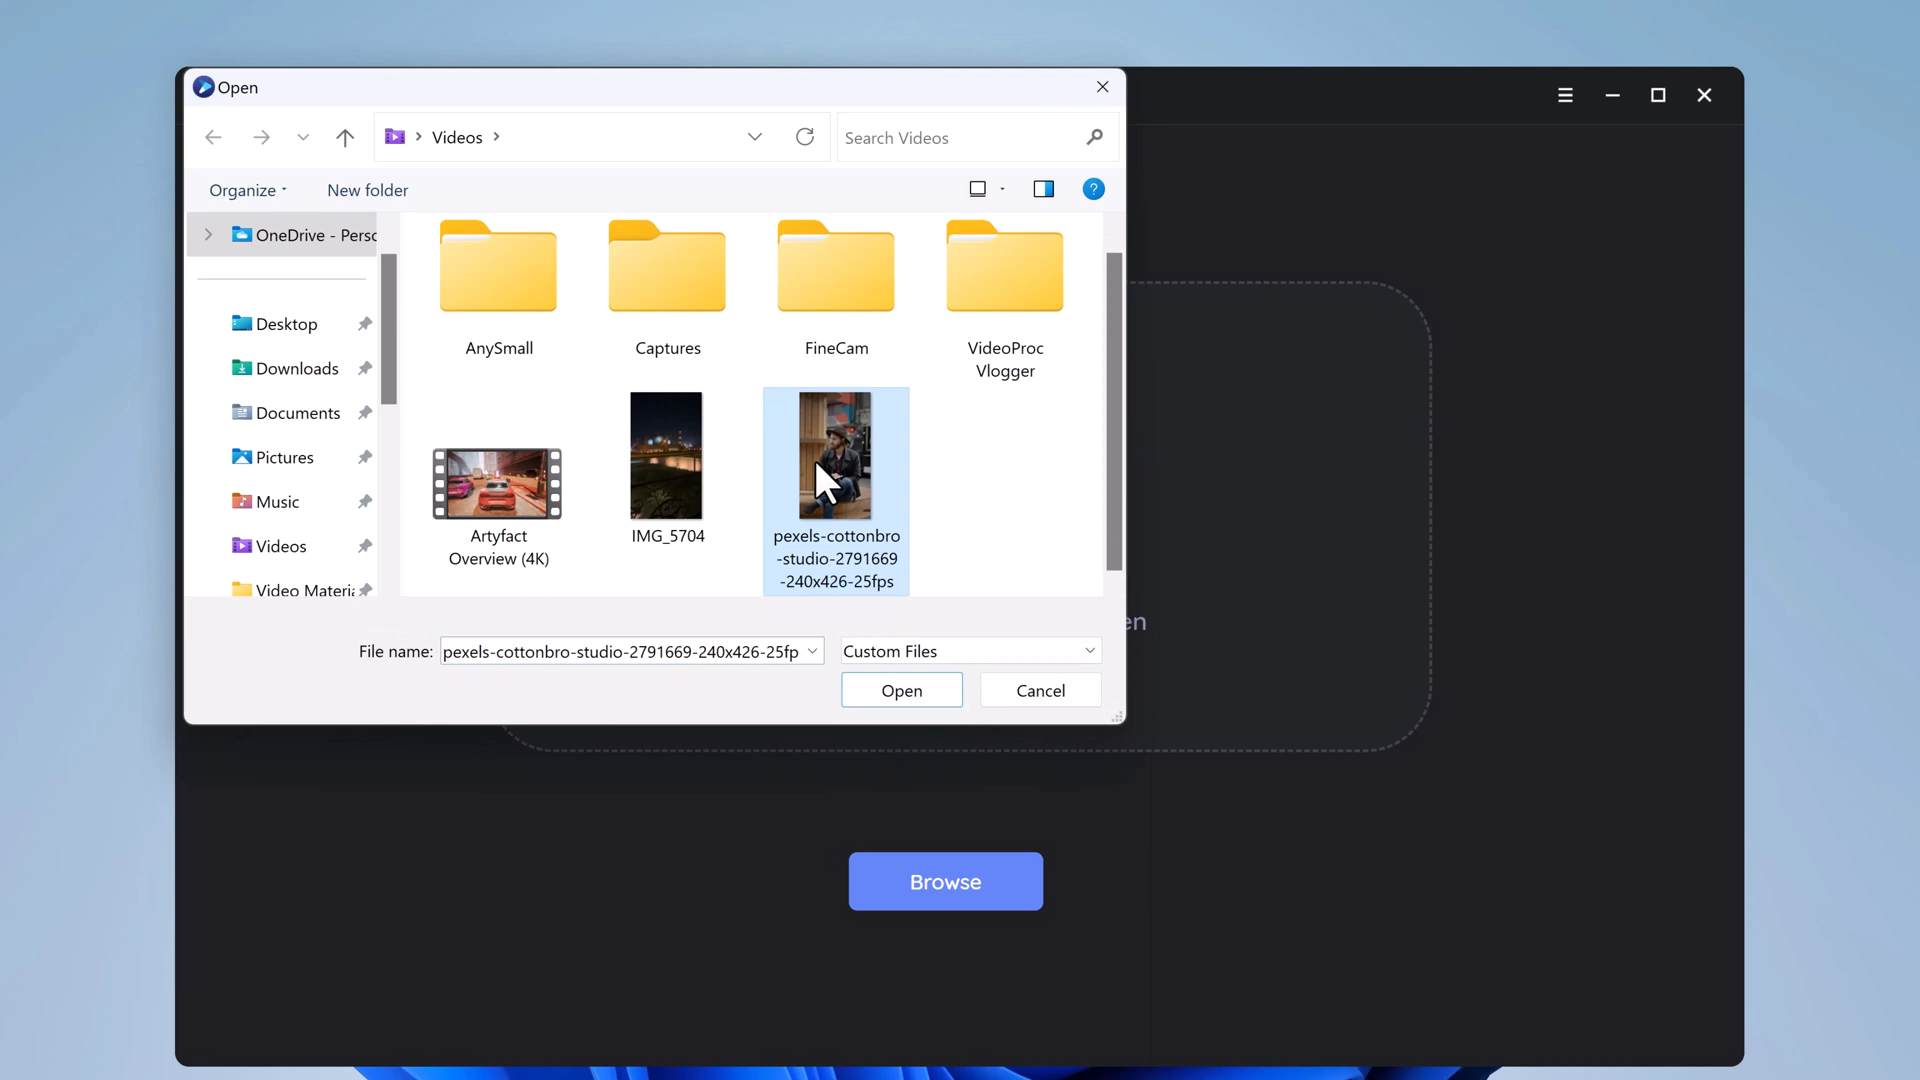 Open
Videos
Search Videos
Organize
New folder
OneDrive - Persc
Desktop
Downloads
Documents
Pictures
Music
Videos
Video Materia
AnySmall
Captures
FineCam
VideoProc
Vlogger
Artyfact
Overview (4K)
IMG_5704
pexels-cottonbro
-studio-2791669
-240x426-25fps
en
File name:
pexels-cottonbro-studio-2791669-240x426-25fp
Custom Files
Open
Cancel
Browse